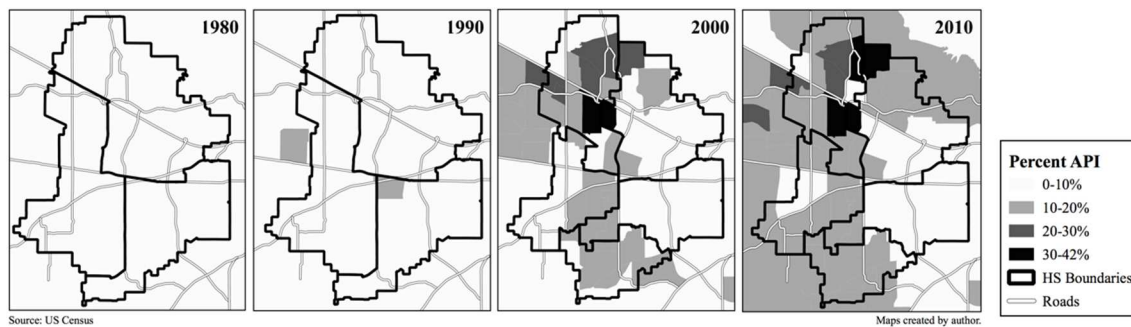 1980
1990
2000
2010
Percent API
0-10%
10-20%
20-30%
30-42%
HS Boundaries
Roads
Source: US Census
Maps created by author.